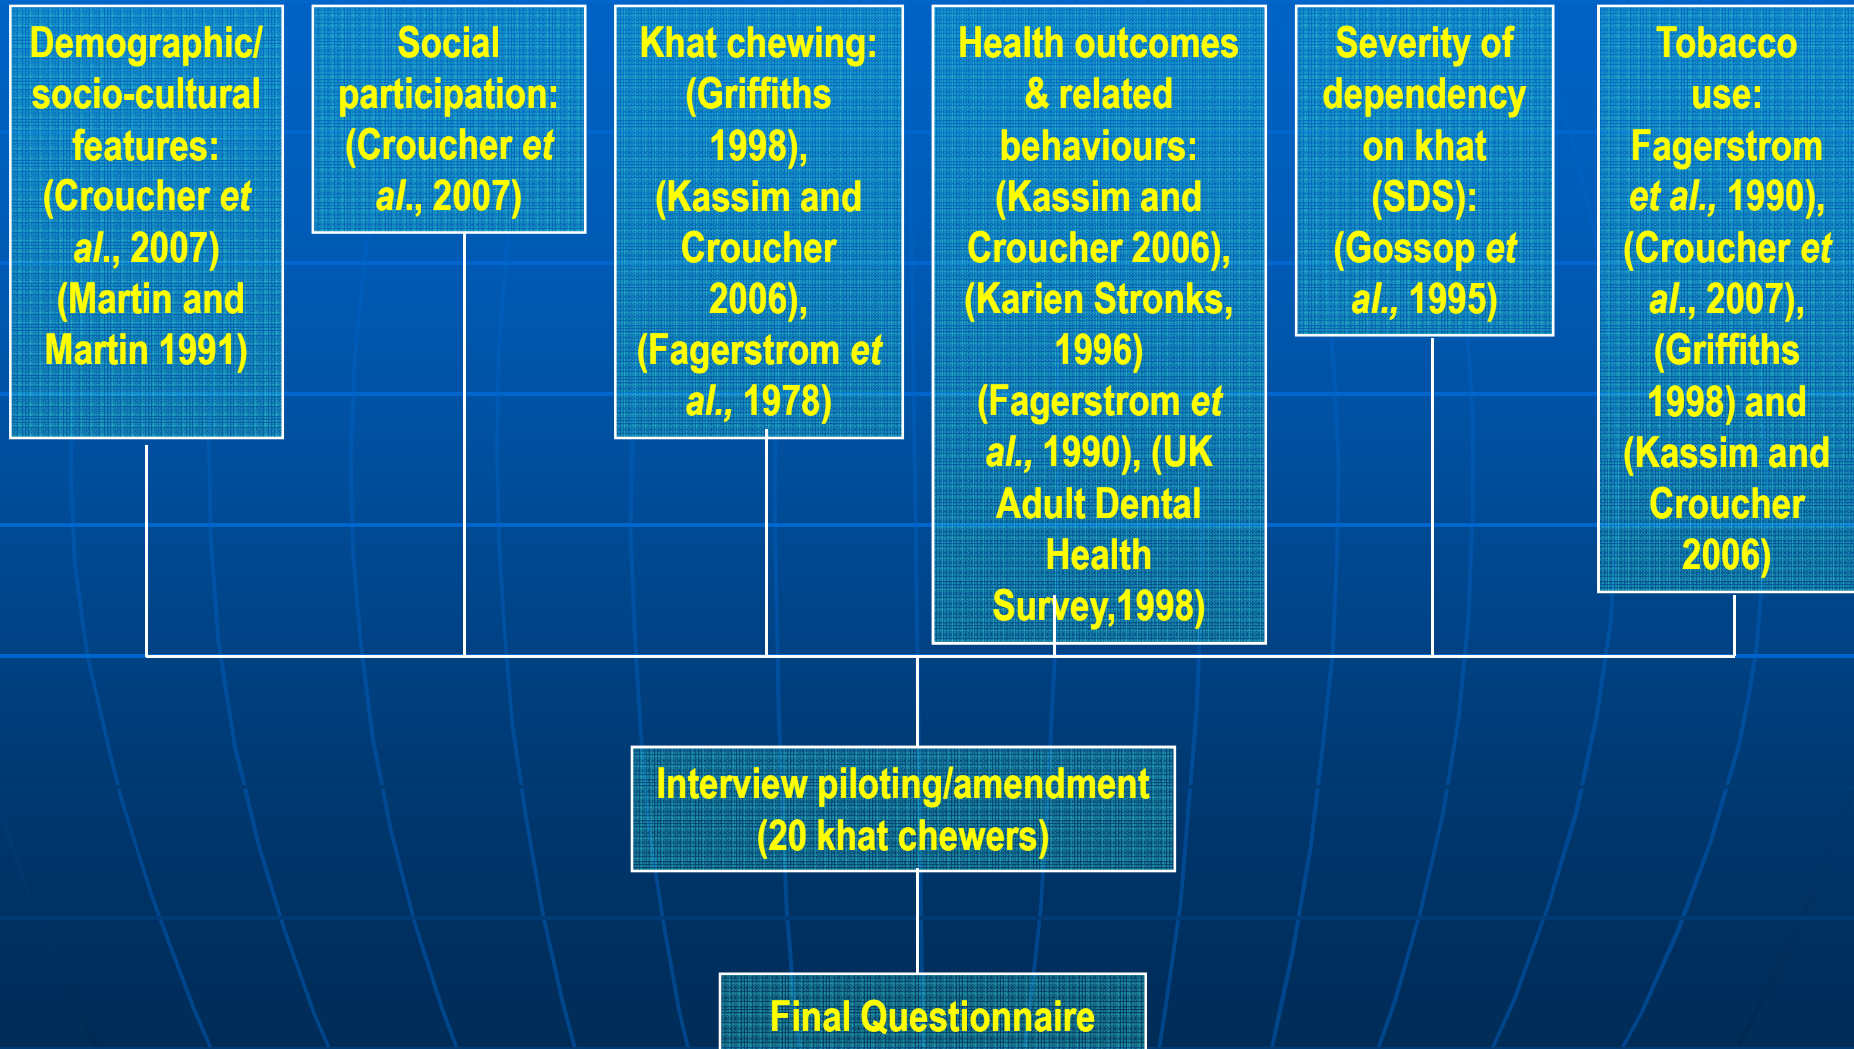 Demographic/
socio-cultural
features:
(Croucher et
al., 2007)
(Martin and
Martin 1991)
Social
participation:
(Croucher et
al., 2007)
Khat chewing:
(Griffiths
1998),
(Kassim and
Croucher
2006),
(Fagerstrom et
al., 1978)
Health outcomes
& related
behaviours:
(Kassim and
Croucher 2006),
(Karien Stronks,
1996)
(Fagerstrom et
al., 1990), (UK
Adult Dental
Health
Survey,1998)
Severity of
dependency
on khat
(SDS):
(Gossop et
al., 1995)
Tobacco
use:
Fagerstrom
et al., 1990),
(Croucher et
al., 2007),
(Griffiths
1998) and
(Kassim and
Croucher
2006)
Interview piloting/amendment
(20 khat chewers)
Final Questionnaire